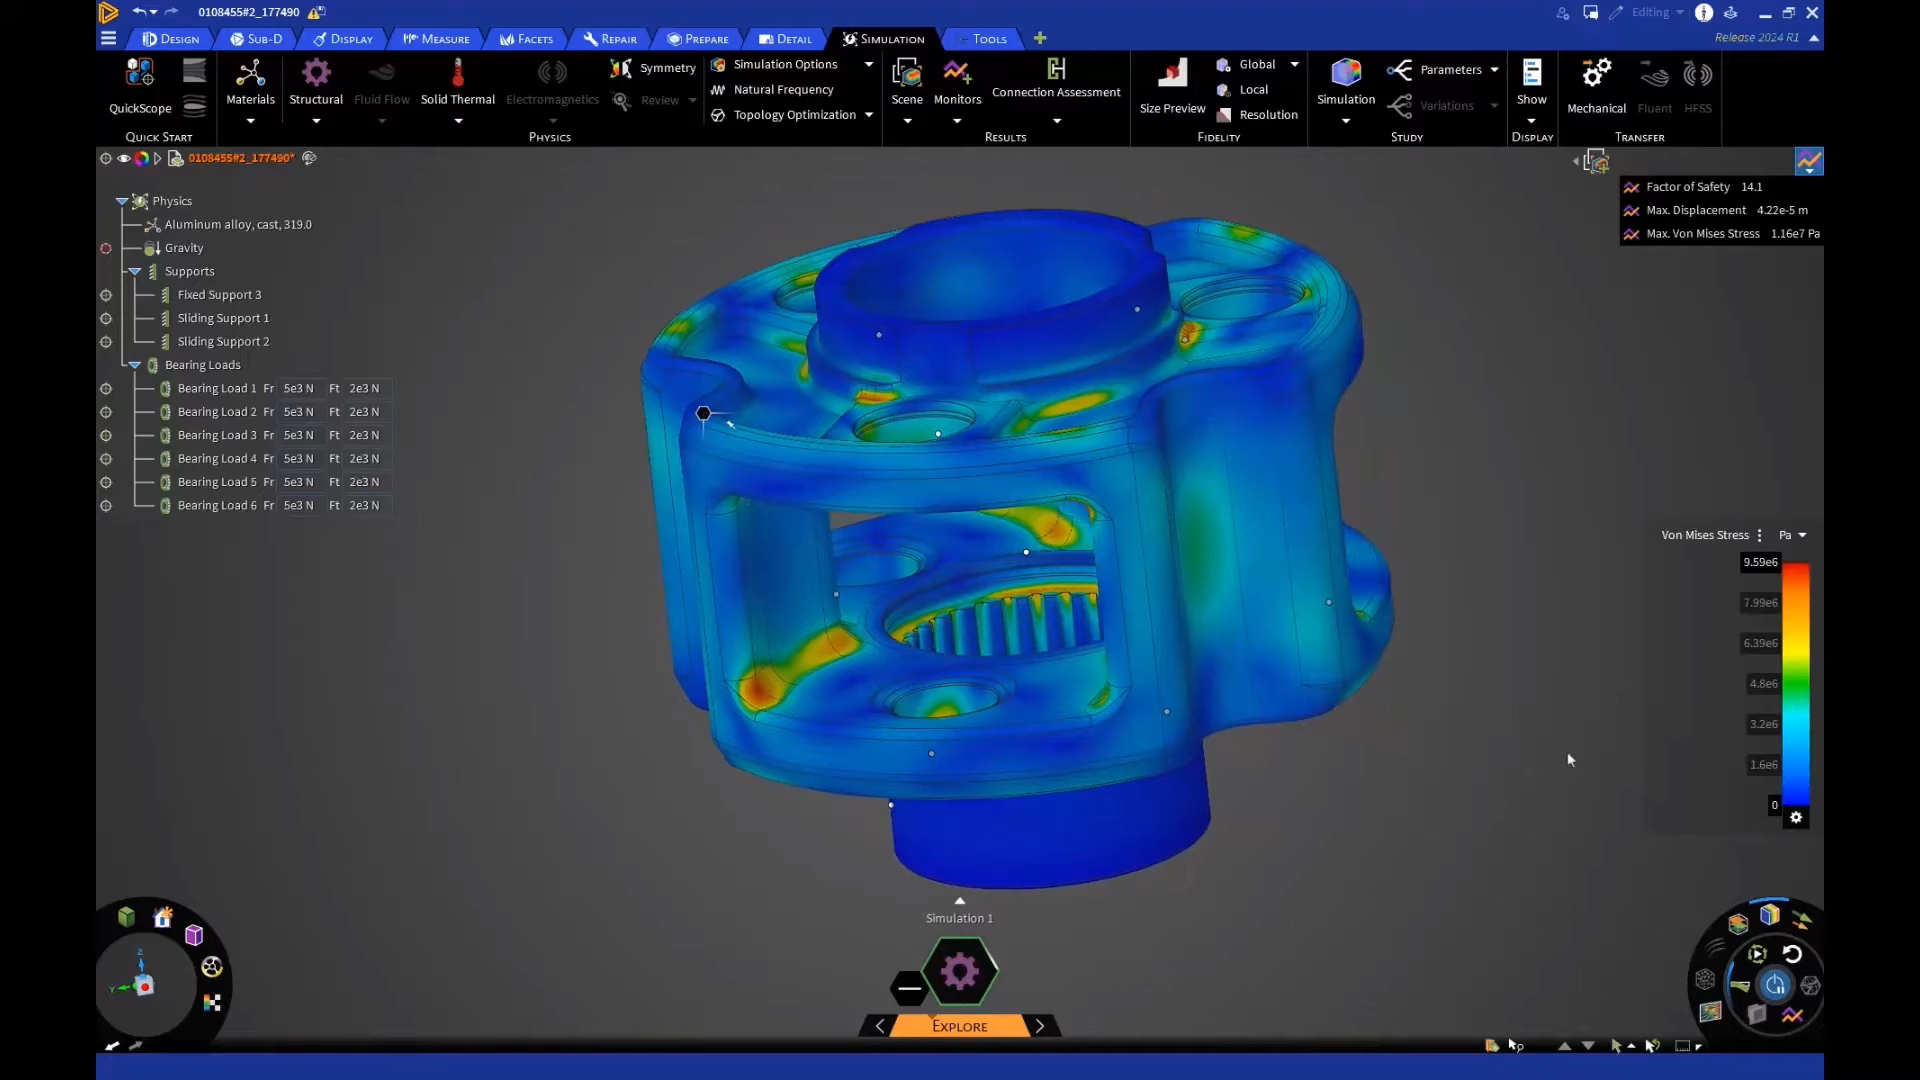 0108455#2_177490
Editing
DESIGN
SUB-D
DISPLAY
MEASURE
FACETS
REPAIR
PREPARE
DETAIL
SIMULATION
TOOLS
Release 2024 R1
QuickScope
QUICK START
Materials
Structural
Fluid Flow
Solid Thermal
Electromagnetics
Symmetry
Review
PHYSICS
Simulation Options
Natural Frequency
Topology Optimization
Scene
Monitors
Connection Assessment
RESULTS
Size Preview
Global
Local
Resolution
FIDELITY
Simulation
Parameters
Variations
STUDY
Show
DISPLAY
Mechanical
Fluent
HFSS
TRANSFER
0108455#2_177490*
Physics
Aluminum alloy, cast, 319.0
Gravity
Supports
Fixed Support 3
Sliding Support 1
Sliding Support 2
Bearing Loads
Bearing Load 1 Fr 5e3 N Ft 2e3 N
Bearing Load 2 Fr 5e3 N Ft 2e3 N
Bearing Load 3 Fr 5e3 N Ft 2e3 N
Bearing Load 4 Fr 5e3 N Ft 2e3 N
Bearing Load 5 Fr 5e3 N Ft 2e3 N
Bearing Load 6 Fr 5e3 N Ft 2e3 N
Factor of Safety 14.1
Max. Displacement 4.22e-5 m
Max. Von Mises Stress 1.16e7 Pa
Von Mises Stress Pa
9.59e6
7.99e6
6.39e6
4.8e6
3.2e6
1.6e6
0
Simulation 1
EXPLORE
Z
Y